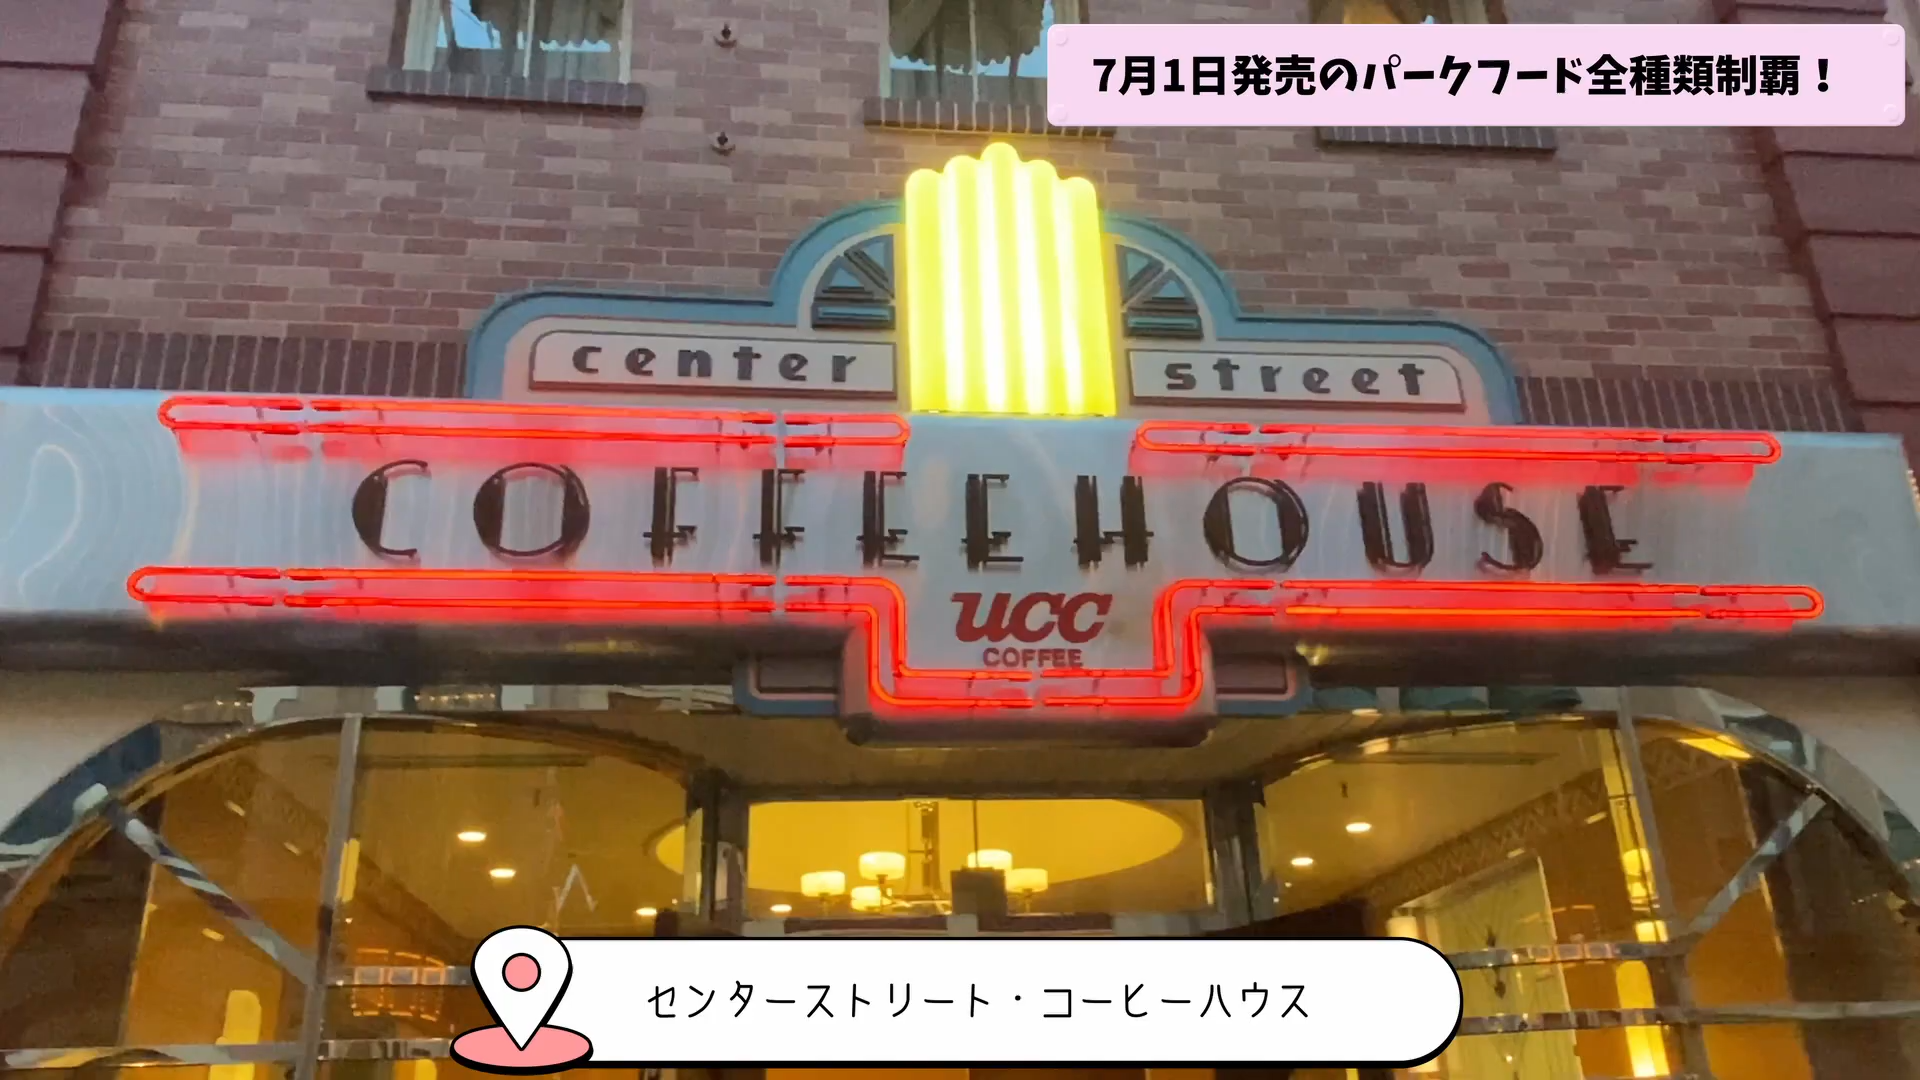 7月1日発売のパークフード全種類制覇！
center street
COFFEE HOUSE
UCC
COFFEE
センターストリート・コーヒーハウス